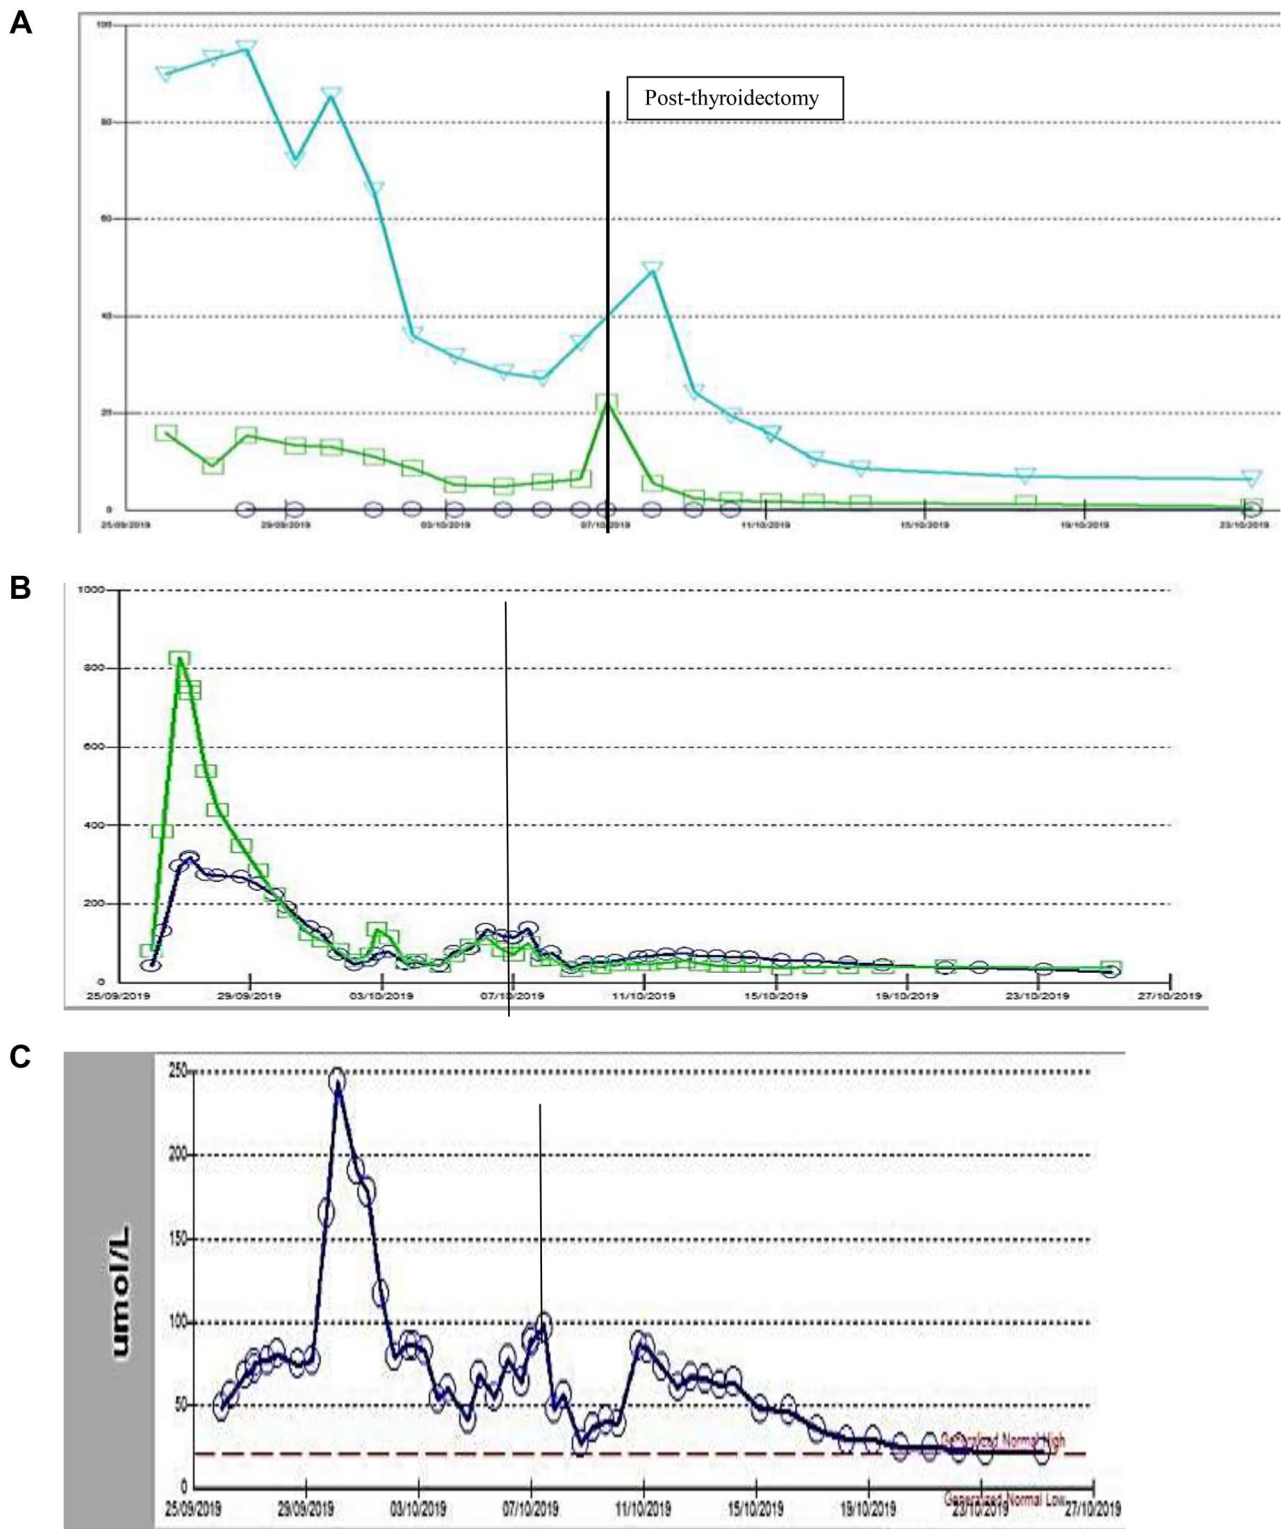 A
100
Post-thyroidectomy
80
60
40
20
0
25/09/2019 29/09/2019 03/10/2019 07/10/2019 11/10/2019 15/10/2019 19/10/2019 23/10/2019
B
1000
800
600
400
200
0
25/09/2019 29/09/2019 03/10/2019 07/10/2019 11/10/2019 15/10/2019 19/10/2019 23/10/2019 27/10/2019
C
umol/L
250
200
150
100
50
Generalized Normal High
0
Generalized Normal Low
25/09/2019 29/09/2019 03/10/2019 07/10/2019 11/10/2019 15/10/2019 19/10/2019 23/10/2019 27/10/2019